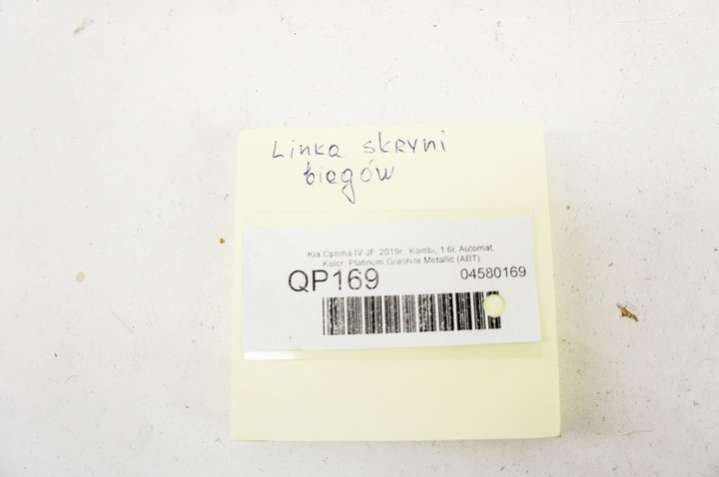 Linka skrzyni
biegów
Kia Optima IV JF 2019r., Kombi, 1.6i, Automat,
Kolor: Platinum Graphite Metallic (ABT)
QP169
04580169